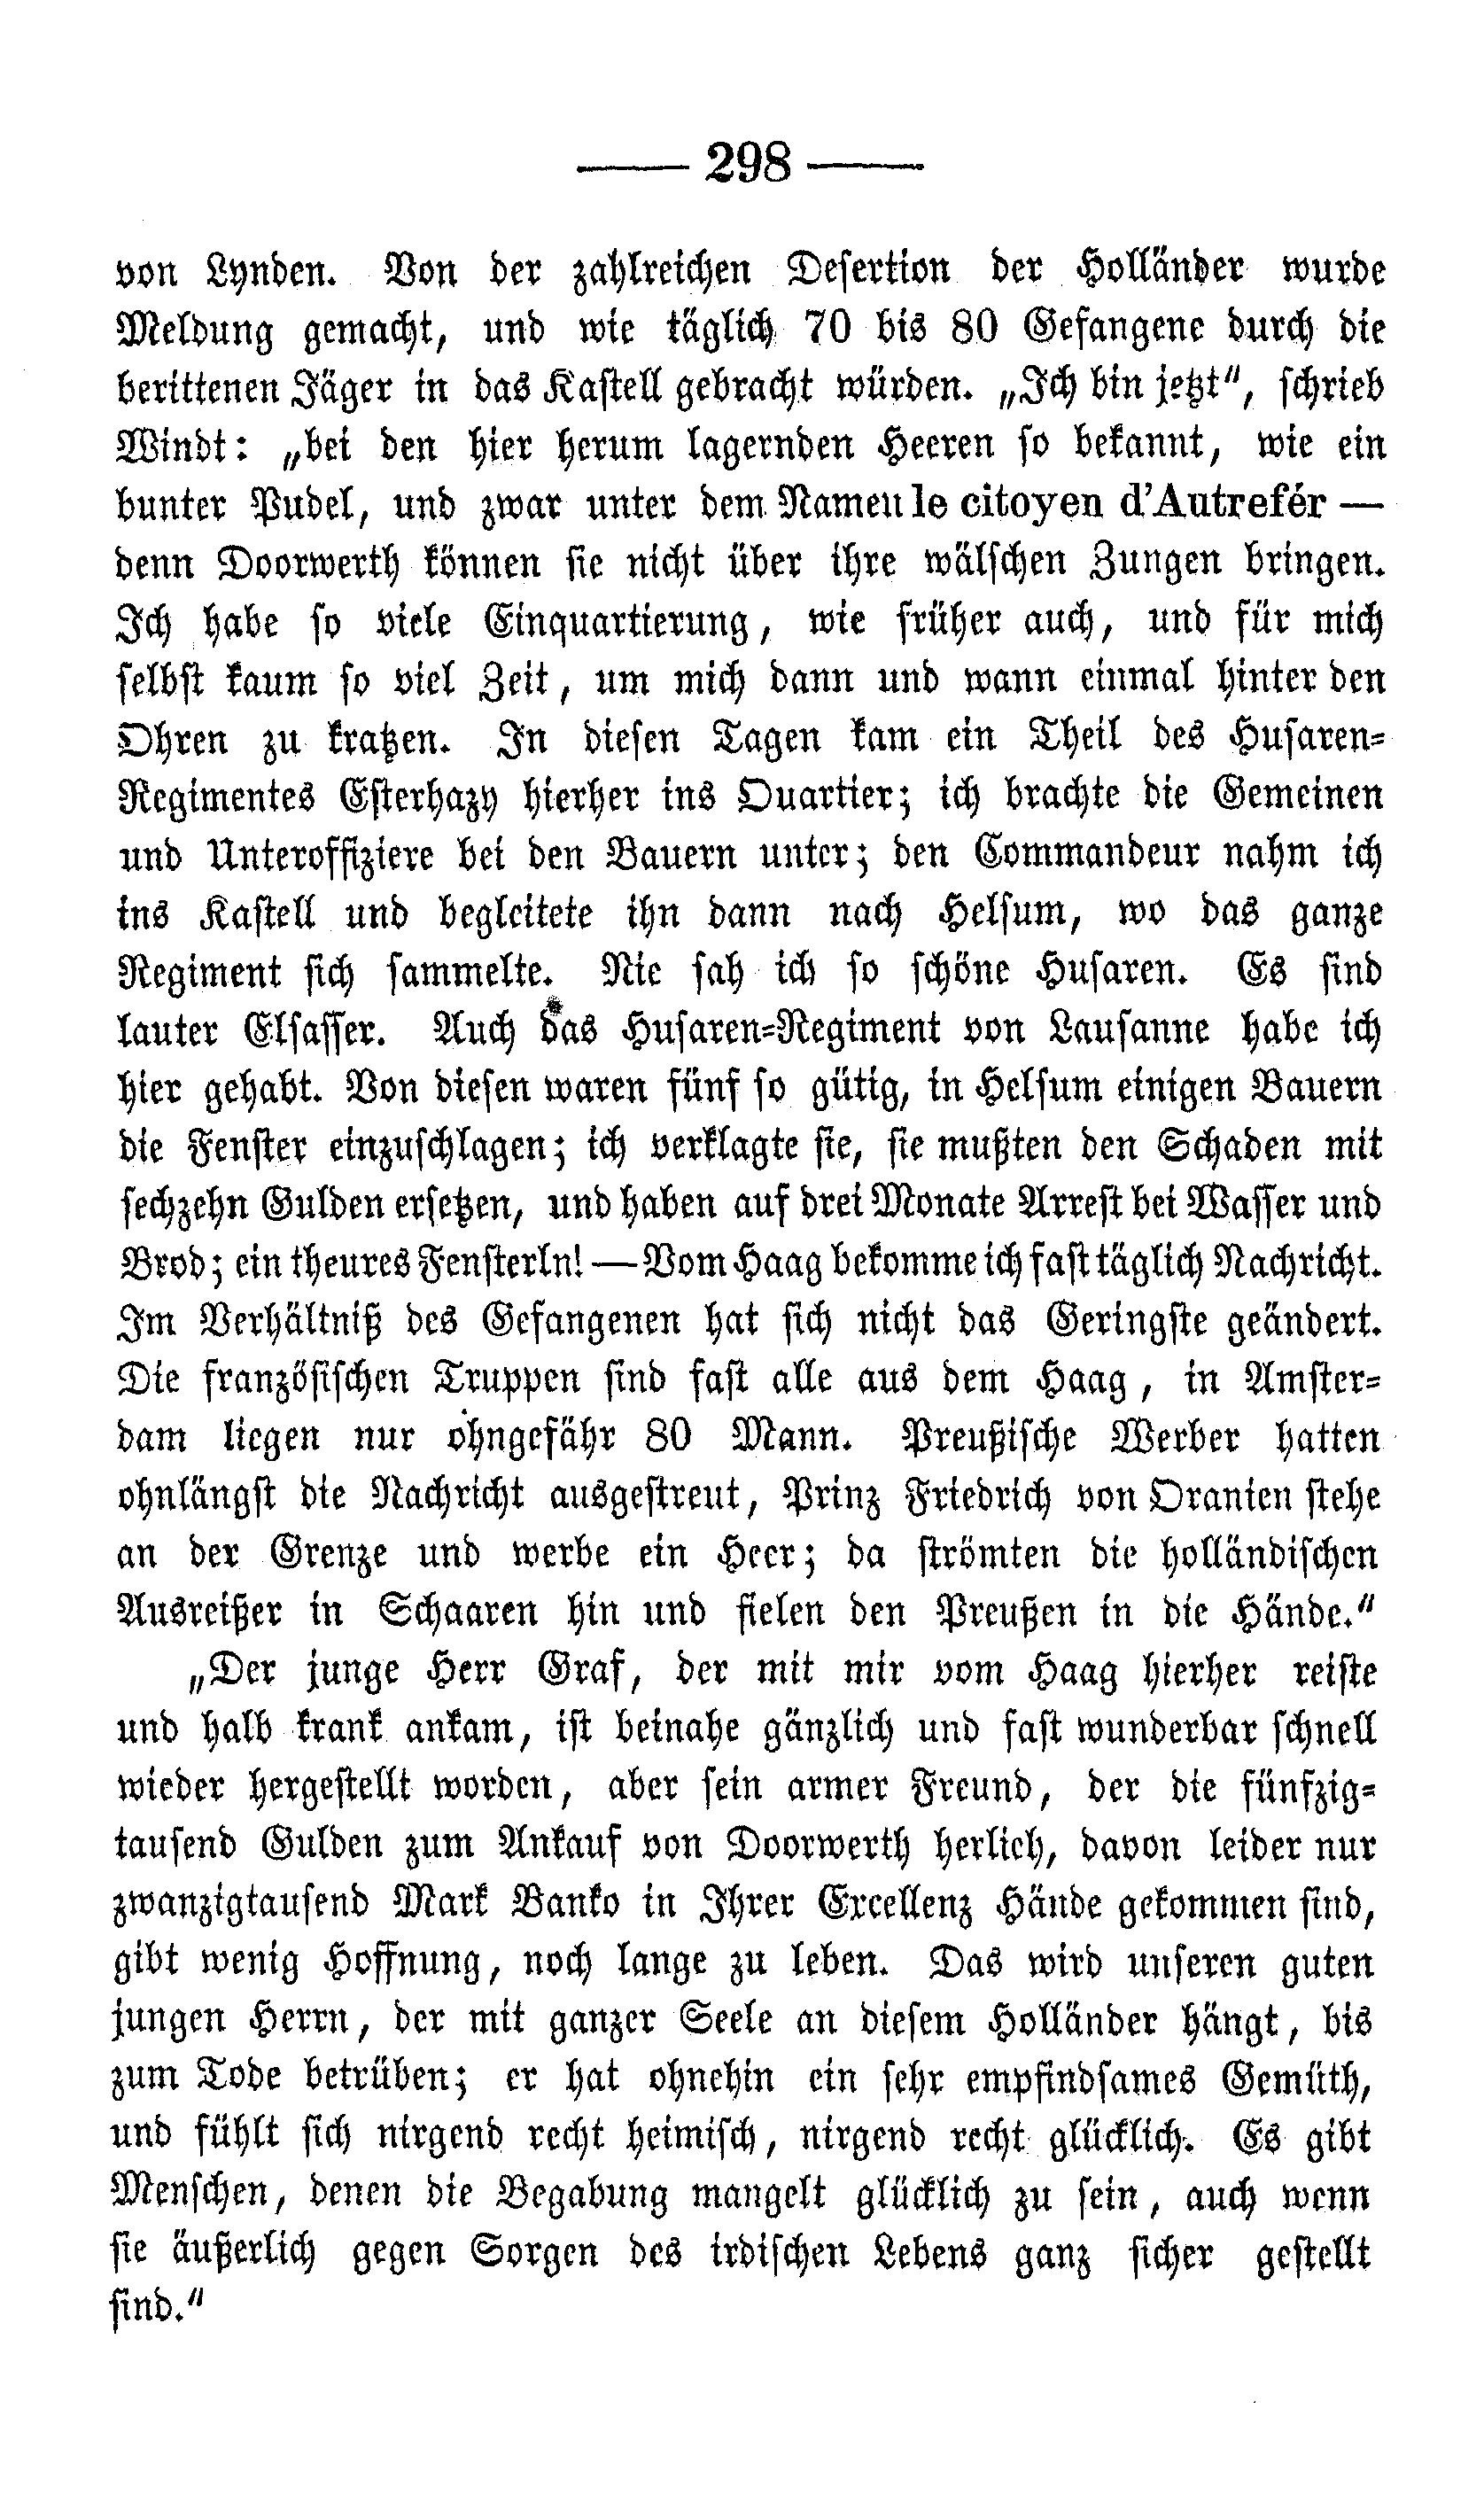 — 298 —
von Lynden. Von der zahlreichen Desertion der Holländer wurde
Meldung gemacht, und wie täglich 70 bis 80 Gefangene durch die
berittenen Jäger in das Kastell gebracht würden. „Ich bin jetzt“, schrieb
Windt: „bei den hier herum lagernden Heeren so bekannt, wie ein
bunter Pudel, und zwar unter dem Namen le citoyen d'Autrefér —
denn Doorwerth können sie nicht über ihre wälschen Zungen bringen.
Ich habe so viele Einquartierung, wie früher auch, und für mich
selbst kaum so viel Zeit, um mich dann und wann einmal hinter den
Ohren zu kratzen. In diesen Tagen kam ein Theil des Husaren-
Regimentes Esterhazy hierher ins Quartier; ich brachte die Gemeinen
und Unteroffiziere bei den Bauern unter; den Commandeur nahm ich
ins Kastell und begleitete ihn dann nach Helsum, wo das ganze
Regiment sich sammelte. Nie sah ich so schöne Husaren. Es sind
lauter Elsasser. Auch das Husaren-Regiment von Lausanne habe ich
hier gehabt. Von diesen waren fünf so gütig, in Helsum einigen Bauern
die Fenster einzuschlagen; ich verklagte sie, sie mußten den Schaden mit
sechzehn Gulden ersetzen, und haben auf drei Monate Arrest bei Wasser und
Brod; ein theures Fensterln! — Vom Haag bekomme ich fast täglich Nachricht.
Im Verhältniß des Gefangenen hat sich nicht das Geringste geändert.
Die französischen Truppen sind fast alle aus dem Haag, in Amster-
dam liegen nur ohngefähr 80 Mann. Preußische Werber hatten
ohnlängst die Nachricht ausgestreut, Prinz Friedrich von Oranien stehe
an der Grenze und werbe ein Heer; da strömten die holländischen
Ausreißer in Schaaren hin und fielen den Preußen in die Hände.“
„Der junge Herr Graf, der mit mir vom Haag hierher reiste
und halb krank ankam, ist beinahe gänzlich und fast wunderbar schnell
wieder hergestellt worden, aber sein armer Freund, der die fünfzig-
tausend Gulden zum Ankauf von Doorwerth herlieh, davon leider nur
zwanzigtausend Mark Banko in Ihrer Excellenz Hände gekommen sind,
gibt wenig Hoffnung, noch lange zu leben. Das wird unseren guten
jungen Herrn, der mit ganzer Seele an diesem Holländer hängt, bis
zum Tode betrüben; er hat ohnehin ein sehr empfindsames Gemüth,
und fühlt sich nirgend recht heimisch, nirgend recht glücklich. Es gibt
Menschen, denen die Begabung mangelt glücklich zu sein, auch wenn
sie äußerlich gegen Sorgen des irdischen Lebens ganz sicher gestellt
sind.“